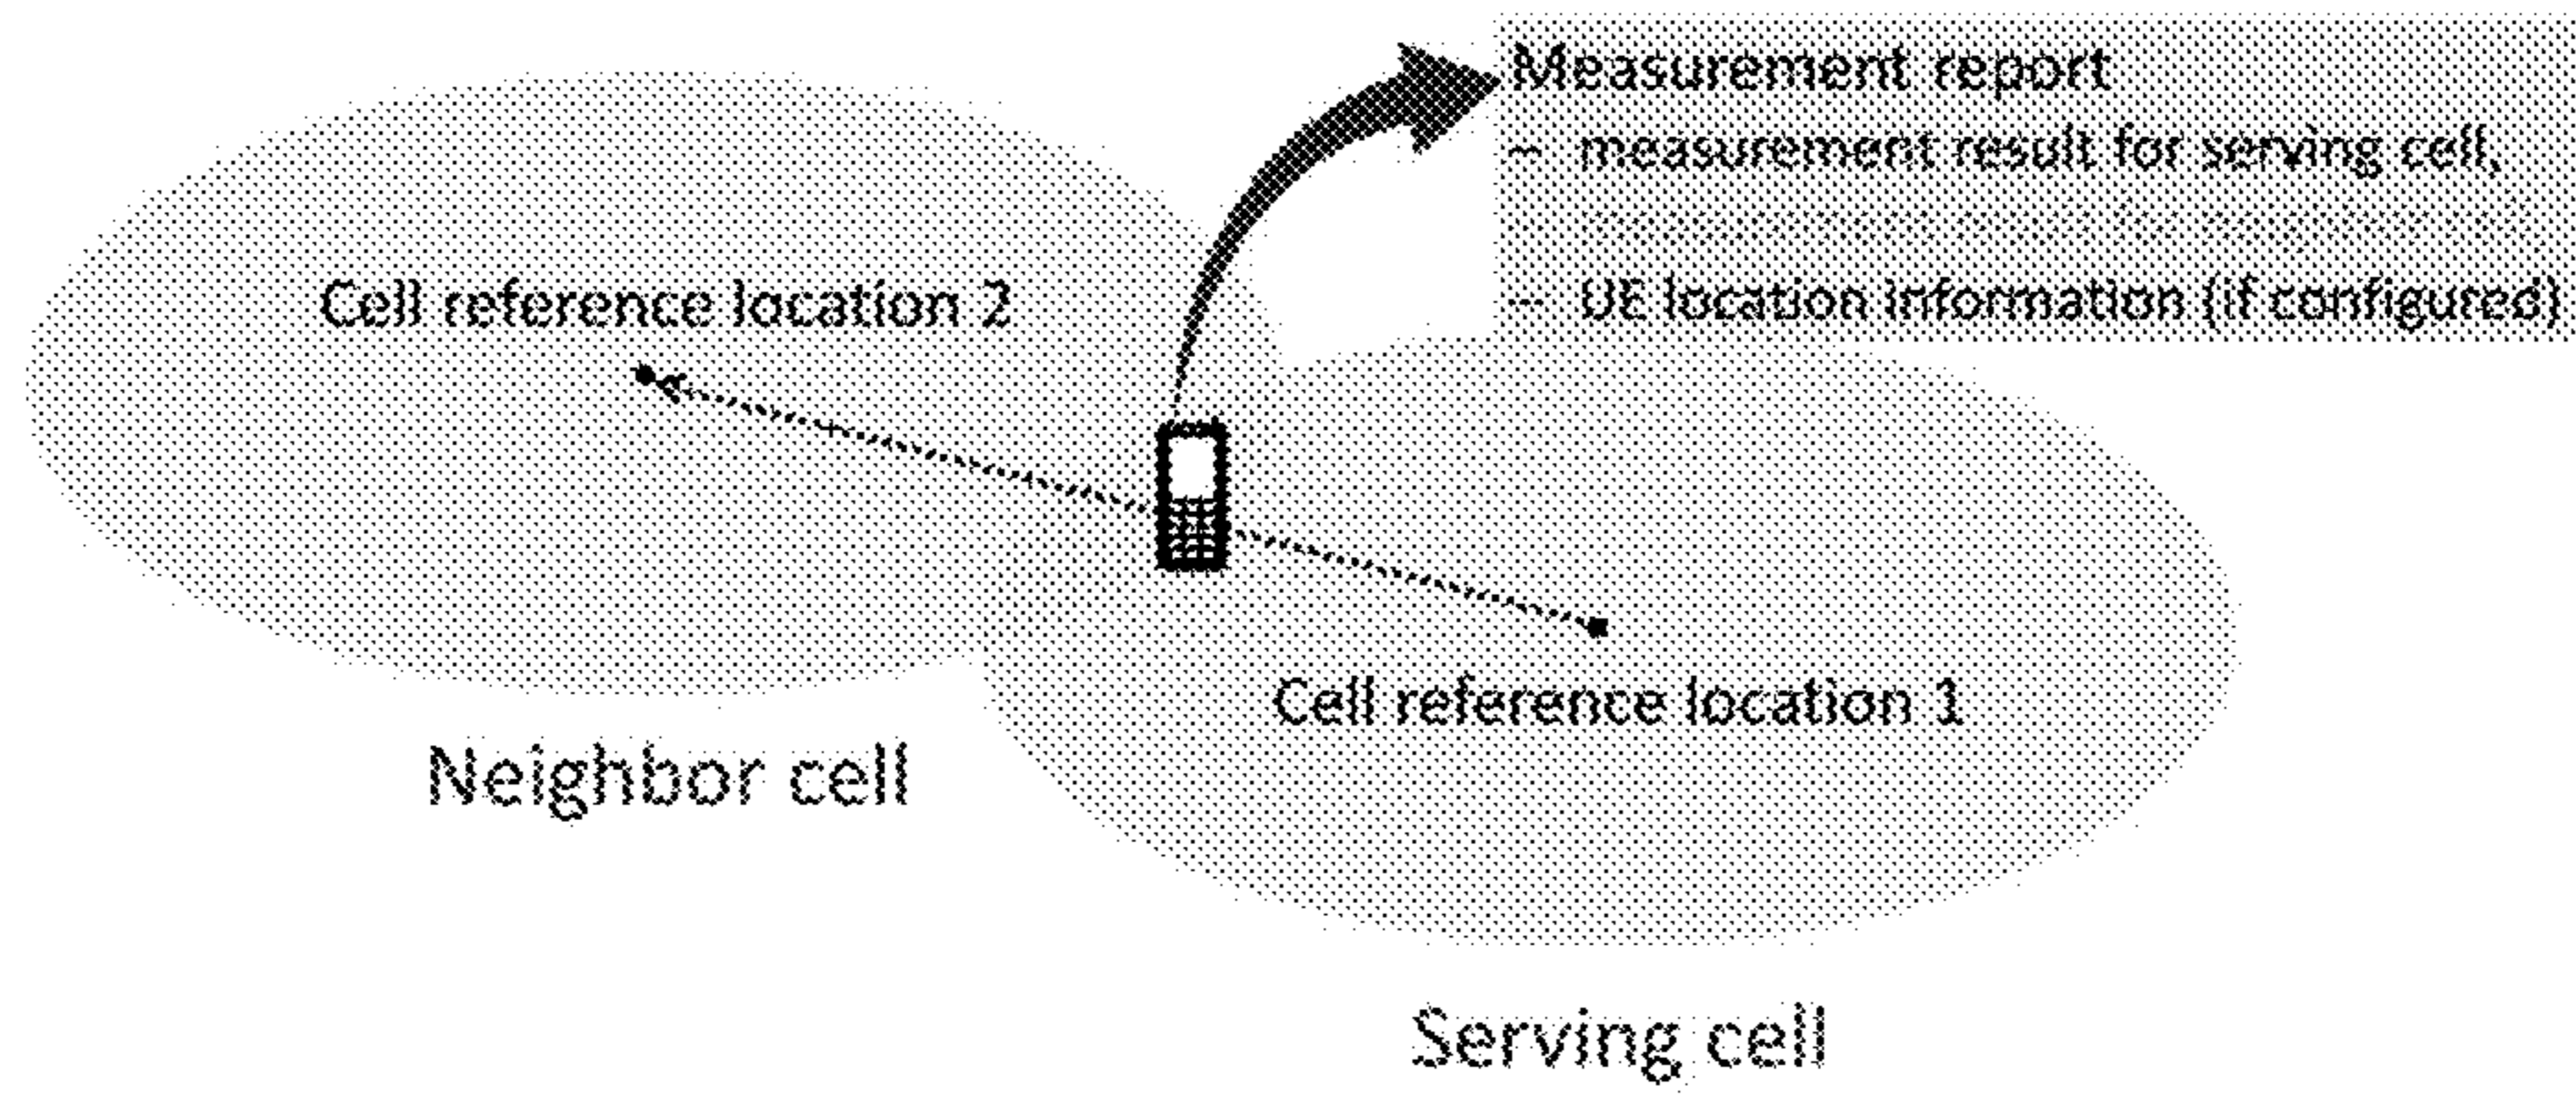 Measurement report
– measurement result for serving cell,
– UE location information (if configured)
Cell reference location 2
Cell reference location 1
Neighbor cell
Serving cell